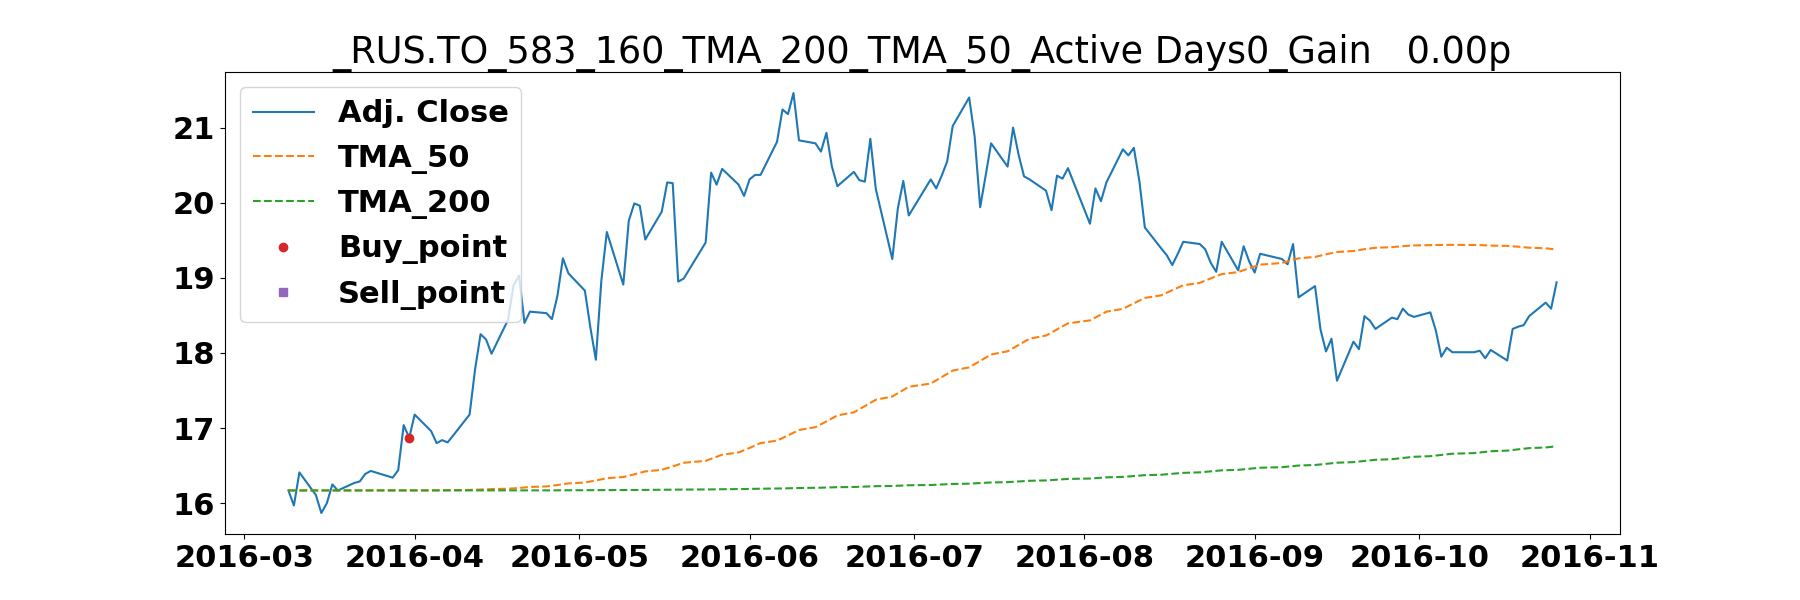 _RUS.TO_583_160_TMA_200_TMA_50_Active Days0_Gain   0.00p
Adj. Close
TMA_50
TMA_200
Buy_point
Sell_point
21
20
19
18
17
16
2016-03 2016-04 2016-05 2016-06 2016-07 2016-08 2016-09 2016-10 2016-11